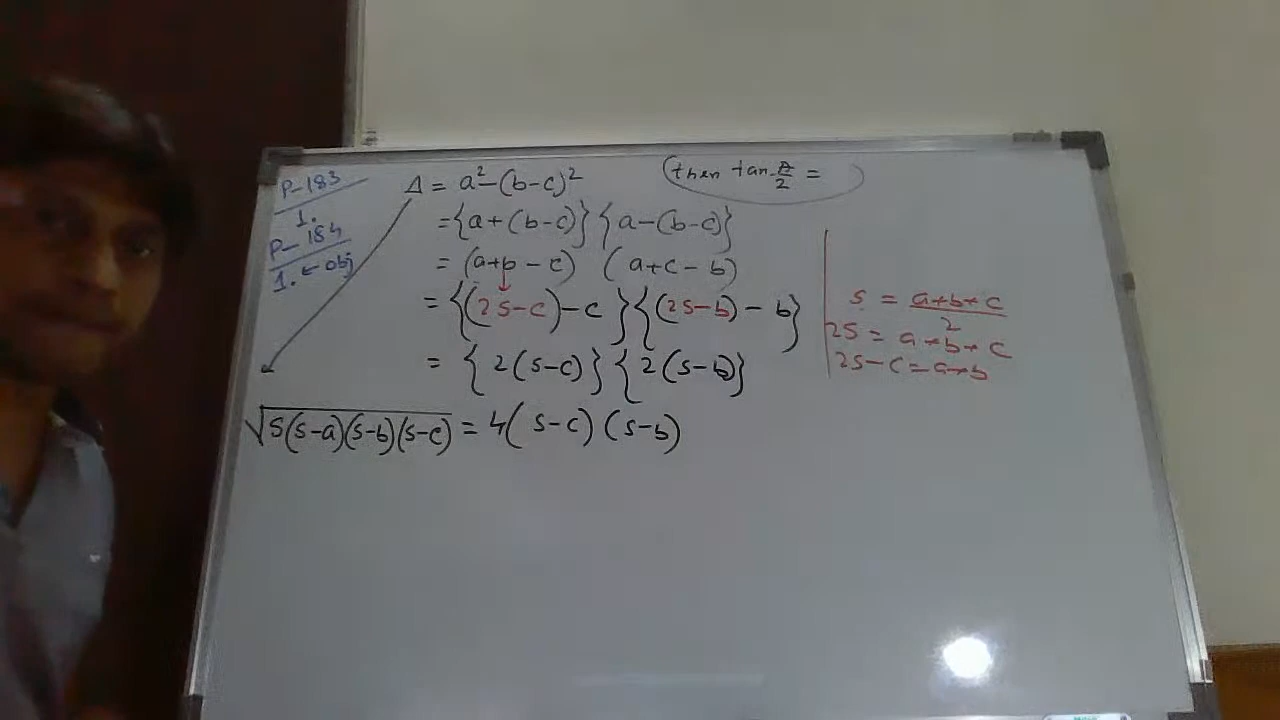 P-183
1.
P-184
1. ← obj
Δ = a²-(b-c)²
(then tan A/2 = )
= {a+(b-c)} {a-(b-c)}
= (a+b-c) (a+c-b)
= {(2s-c)-c} {(2s-b)-b}
= {2(s-c)} {2(s-b)}
√s(s-a)(s-b)(s-c) = 4(s-c)(s-b)
s = a+b+c/2
2s = a+b+c
2s-c = a+b